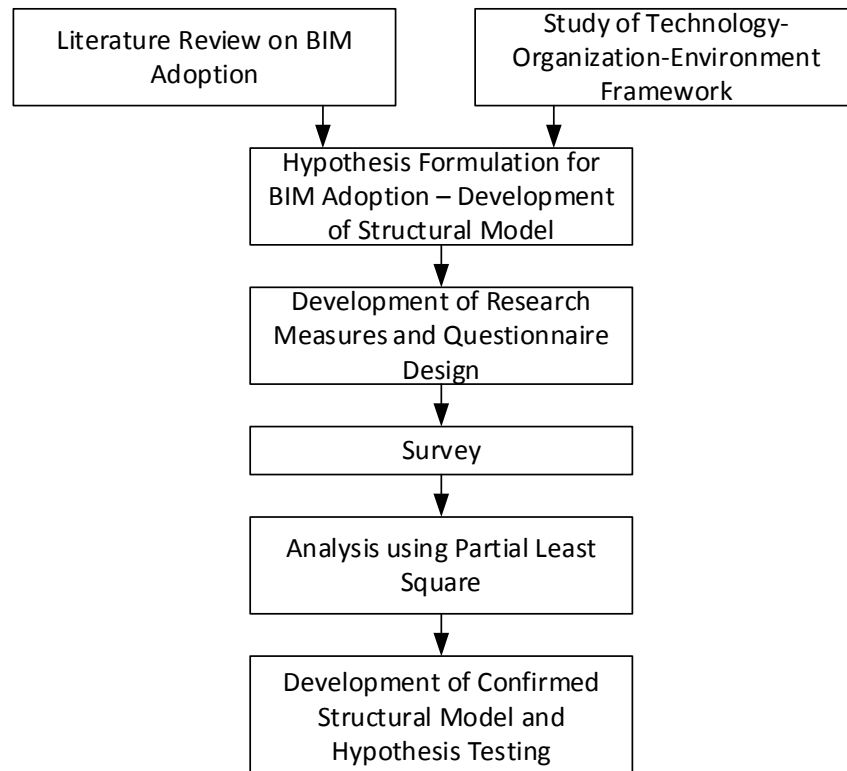 Literature Review on BIM
Adoption
Study of Technology-
Organization-Environment
Framework
Hypothesis Formulation for
BIM Adoption – Development
of Structural Model
Development of Research
Measures and Questionnaire
Design
Survey
Analysis using Partial Least
Square
Development of Confirmed
Structural Model and
Hypothesis Testing